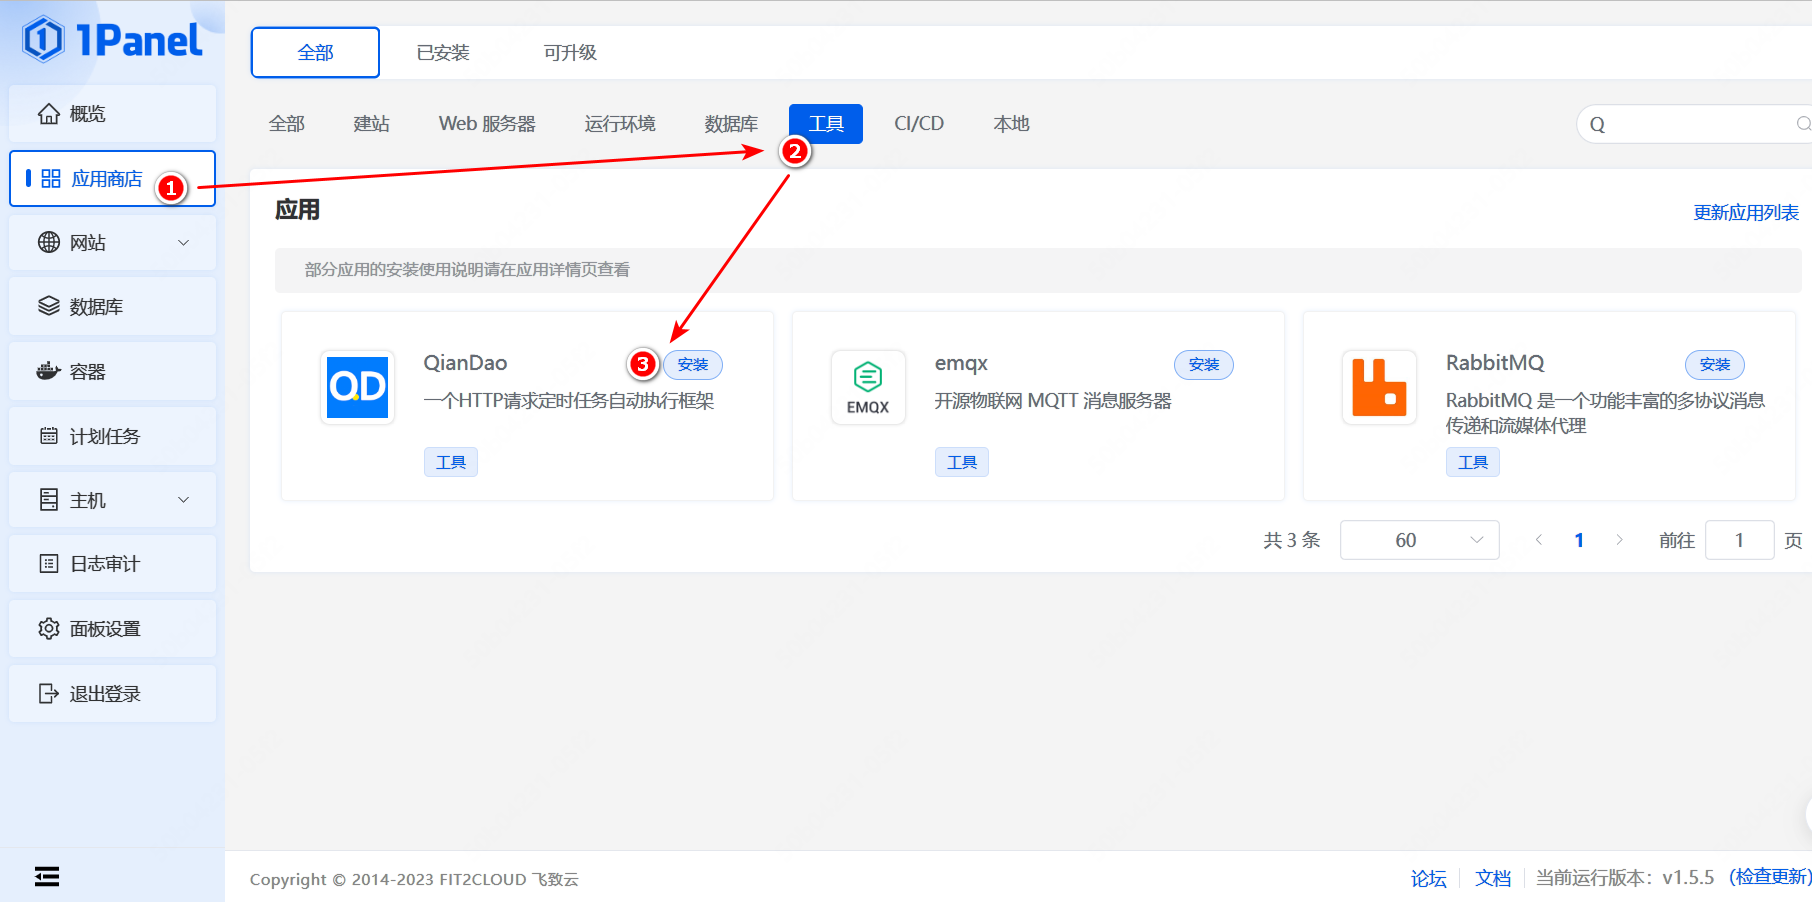 1Panel
概览
应用商店
1
网站
数据库
容器
计划任务
主机
日志审计
面板设置
退出登录
全部
已安装
可升级
全部
建站
Web 服务器
运行环境
数据库
工具
CI/CD
本地
Q
2
应用
更新应用列表
部分应用的安装使用说明请在应用详情页查看
QD
QianDao
3
安装
一个HTTP请求定时任务自动执行框架
工具
EMQX
emqx
安装
开源物联网 MQTT 消息服务器
工具
RabbitMQ
安装
RabbitMQ 是一个功能丰富的多协议消息
传递和流媒体代理
工具
共 3 条
60
1
前往
1
页
Copyright © 2014-2023 FIT2CLOUD 飞致云
论坛
文档
当前运行版本：v1.5.5
(检查更新)